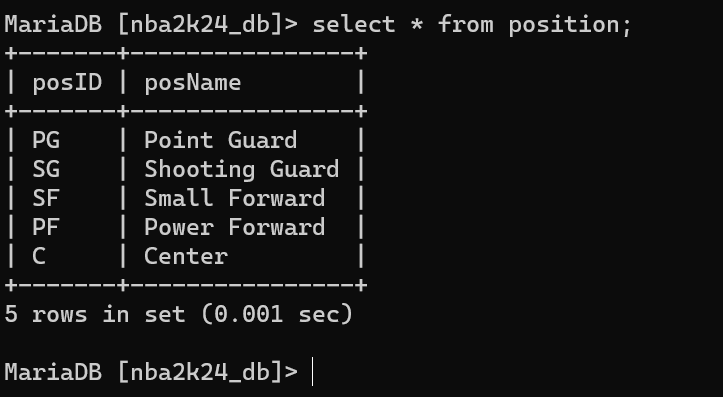 MariaDB [nba2k24_db]> select * from position;
+-------+----------------+
| posID | posName        |
+-------+----------------+
| PG    | Point Guard    |
| SG    | Shooting Guard |
| SF    | Small Forward  |
| PF    | Power Forward  |
| C     | Center         |
+-------+----------------+
5 rows in set (0.001 sec)
MariaDB [nba2k24_db]>